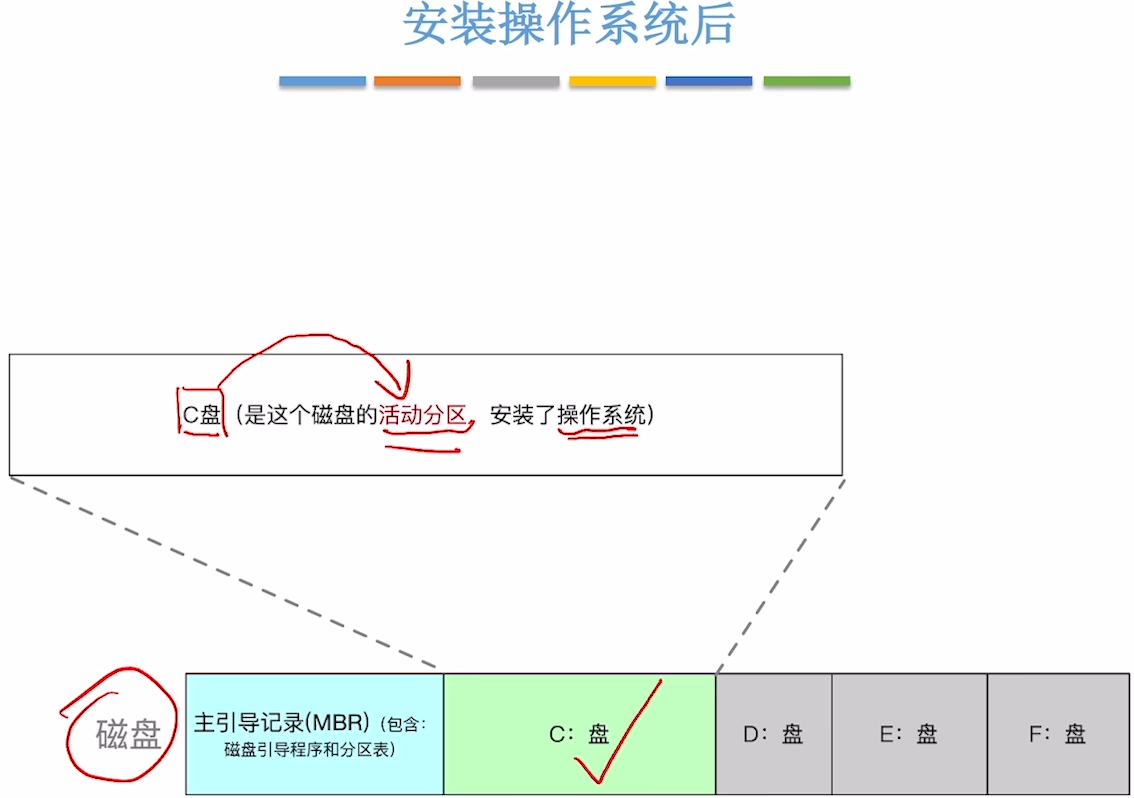 安装操作系统后
C盘（是这个磁盘的活动分区，安装了操作系统）
磁盘
主引导记录(MBR)（包含：
磁盘引导程序和分区表）
C：盘
D：盘
E：盘
F：盘